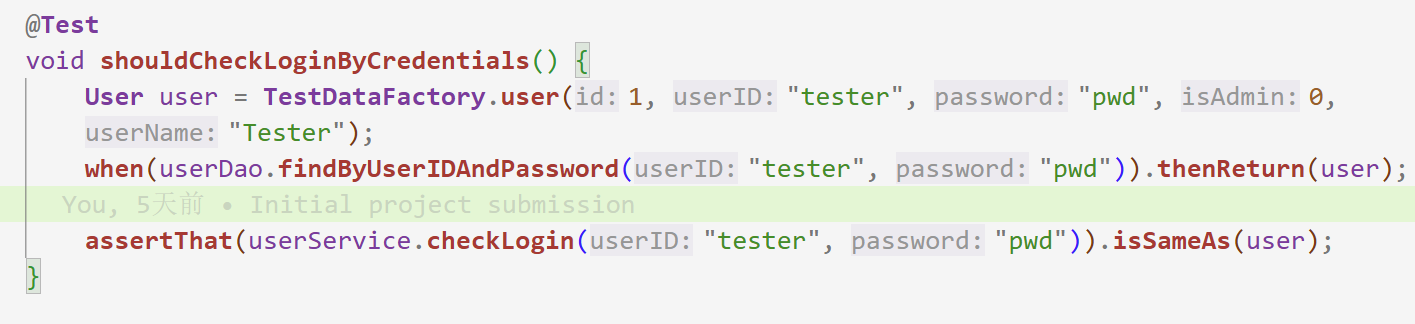 @Test
void shouldCheckLoginByCredentials() {
User user = TestDataFactory.user(id: 1, userID: "tester", password: "pwd", isAdmin: 0,
userName: "Tester");
when(userDao.findByUserIDAndPassword(userID: "tester", password: "pwd")).thenReturn(user);
You, 5天前 • Initial project submission
assertThat(userService.checkLogin(userID: "tester", password: "pwd")).isSameAs(user);
}